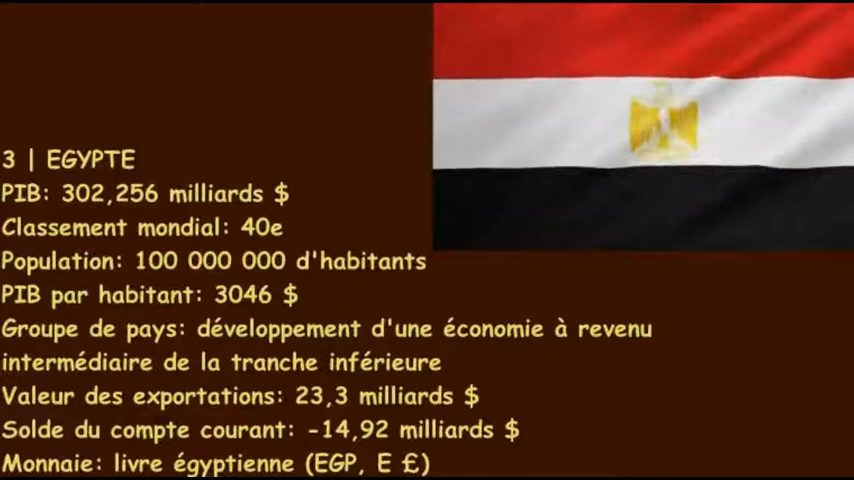 3 | EGYPTE
PIB: 302,256 milliards $
Classement mondial: 40e
Population: 100 000 000 d'habitants
PIB par habitant: 3046 $
Groupe de pays: développement d'une économie à revenu
intermédiaire de la tranche inférieure
Valeur des exportations: 23,3 milliards $
Solde du compte courant: -14,92 milliards $
Monnaie: livre égyptienne (EGP, E £)